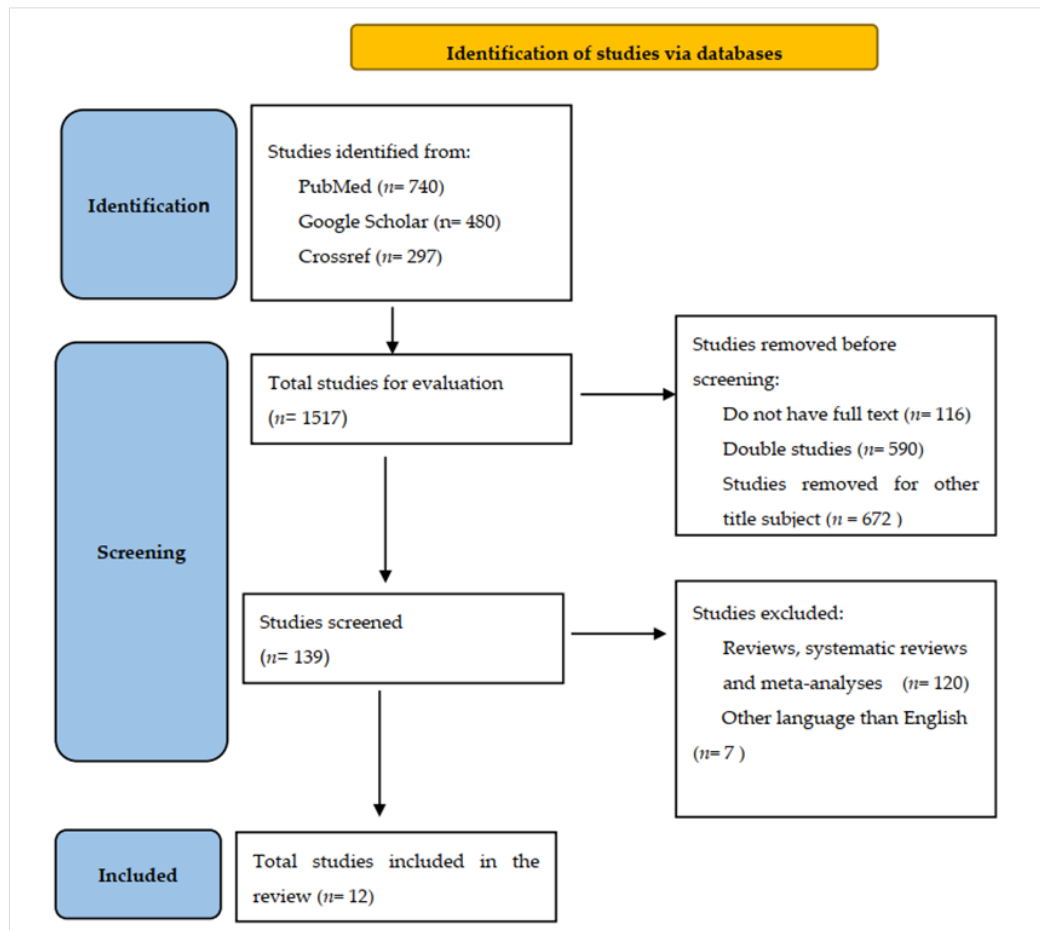 Identification of studies via databases
Identification
Studies identified from:
PubMed (n= 740)
Google Scholar (n= 480)
Crossref (n= 297)
Screening
Total studies for evaluation
(n= 1517)
Studies removed before
screening:
Do not have full text (n= 116)
Double studies (n= 590)
Studies removed for other
title subject (n = 672 )
Studies screened
(n= 139)
Studies excluded:
Reviews, systematic reviews
and meta-analyses (n= 120)
Other language than English
(n= 7 )
Included
Total studies included in the
review (n= 12)